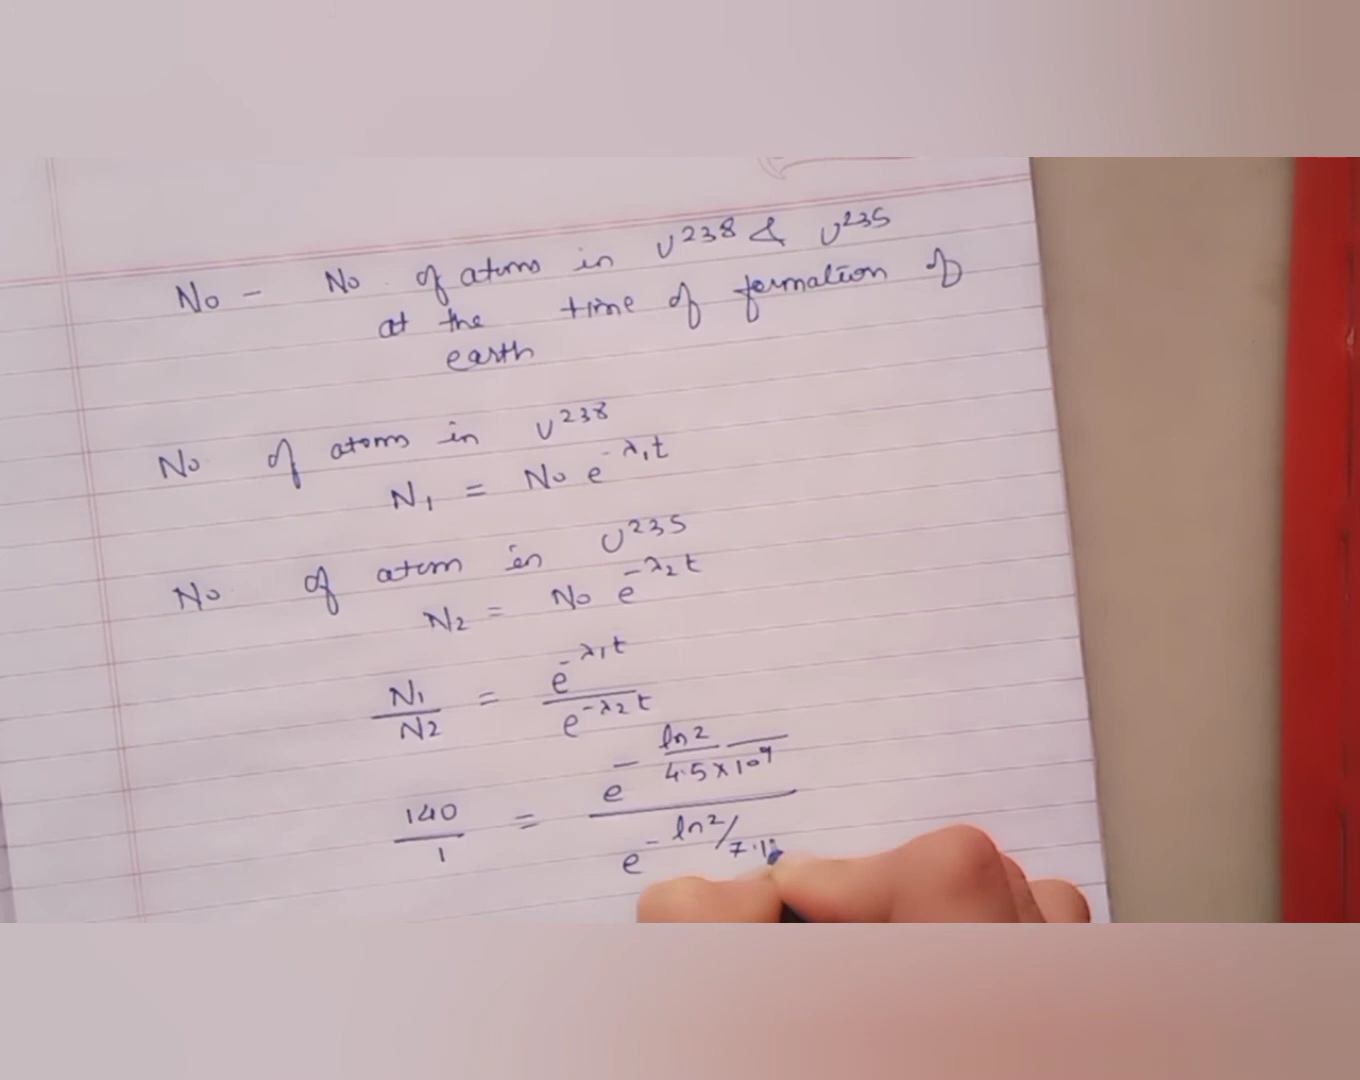 No - No. of atoms in U²³⁸ & U²³⁵
at the time of formation of
earth
No of atoms in U²³⁸
N₁ = No e^-λ₁t
No of atom in U²³⁵
N₂ = No e^-λ₂t
N₁/N₂ = e^-λ₁t / e^-λ₂t
140/1 = e^-ln2/4.5×10⁹ / e^-ln2/7.1